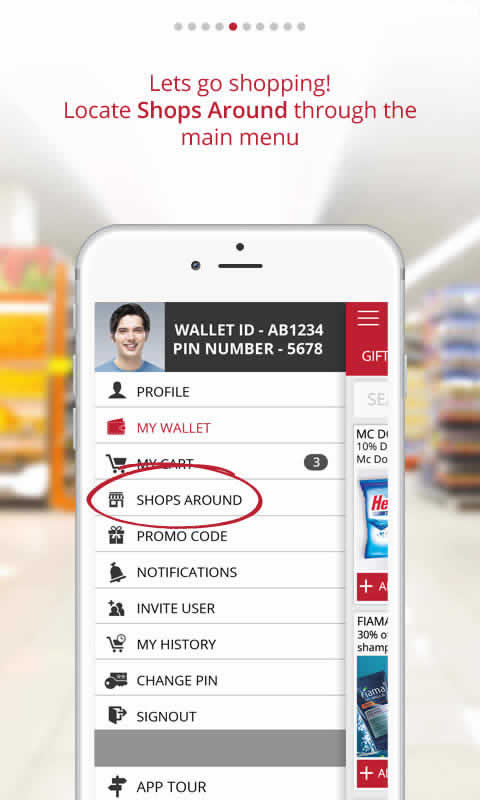 Lets go shopping!
Locate Shops Around through the
main menu
WALLET ID - AB1234
PIN NUMBER - 5678
GIFT
PROFILE
MY WALLET
MY CART 3
SHOPS AROUND
PROMO CODE
NOTIFICATIONS
INVITE USER
MY HISTORY
CHANGE PIN
SIGNOUT
APP TOUR
SEA
MC DO
10% D
Mc Do
He
+ A
FIAMA
30% of
shamp
Fiama
+ A